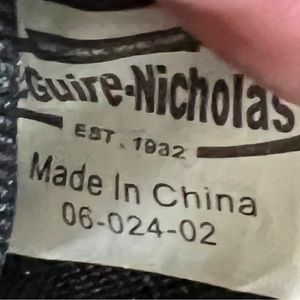 Guire-Nicholas
EST. 1932
Made In China
06-024-02